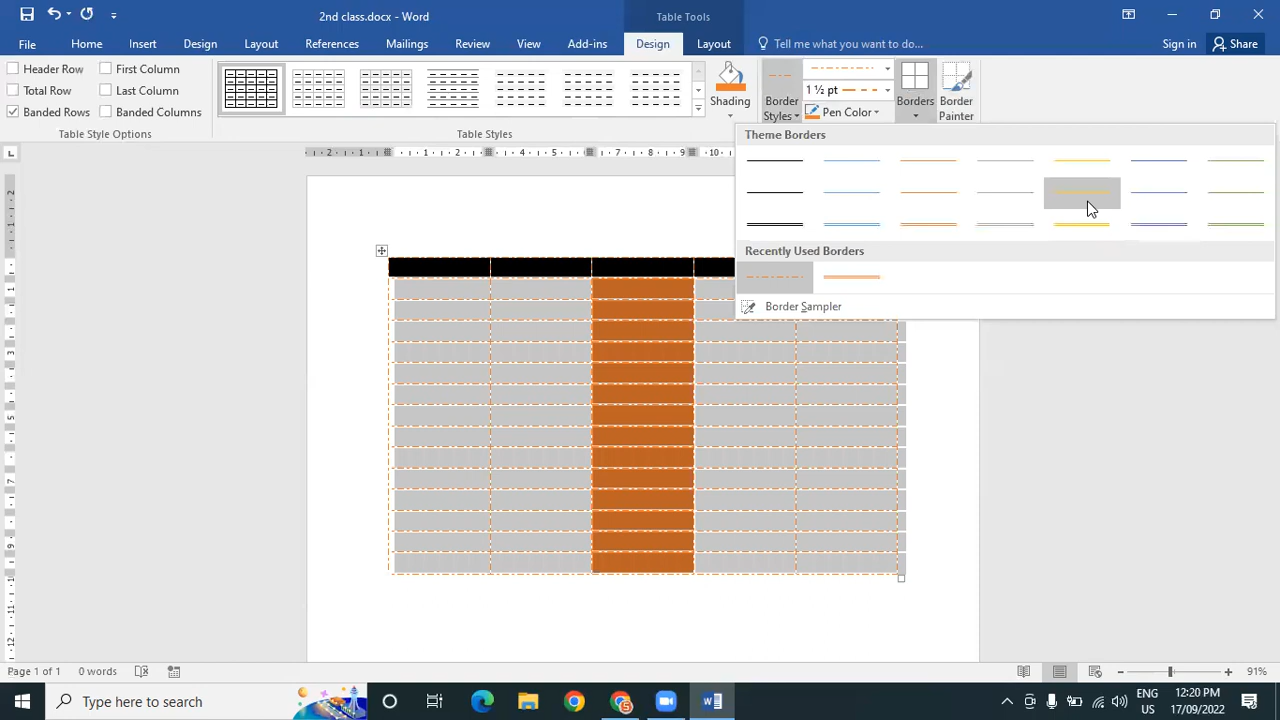 2nd class.docx - Word
Table Tools
File Home Insert Design Layout References Mailings Review View Add-ins Design Layout Tell me what you want to do... Sign in Share
Header Row First Column
Total Row Last Column
Banded Rows Banded Columns
Table Style Options
Table Styles
Shading
Border Styles
1 ½ pt
Pen Color
Borders
Border Painter
Theme Borders
Recently Used Borders
Border Sampler
Page 1 of 1 0 words 91%
Type here to search
ENG
US
12:20 PM
17/09/2022